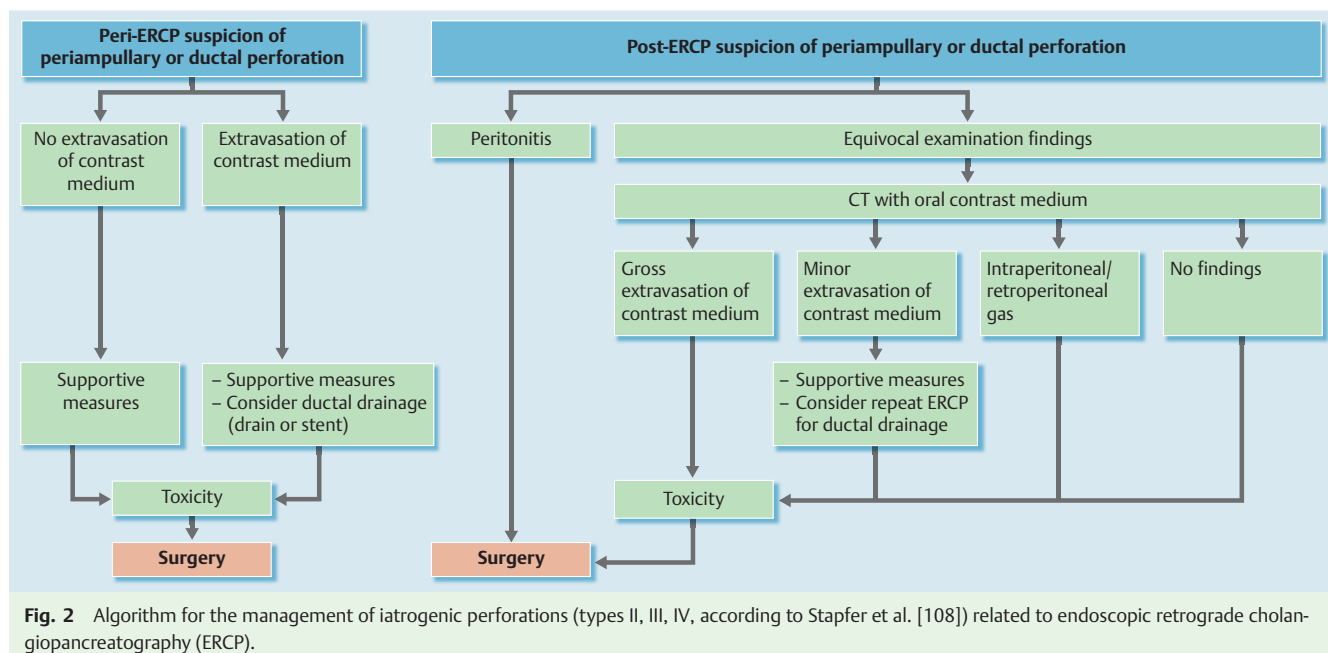 Peri-ERCP suspicion of
periampullary or ductal perforation
No extravasation
of contrast
medium
Extravasation of
contrast medium
Supportive
measures
– Supportive measures
– Consider ductal drainage
(drain or stent)
Toxicity
Surgery
Post-ERCP suspicion of periampullary or ductal perforation
Peritonitis
Equivocal examination findings
CT with oral contrast medium
Gross
extravasation of
contrast medium
Minor
extravasation of
contrast medium
Intraperitoneal/
retroperitoneal
gas
No findings
– Supportive measures
– Consider repeat ERCP
for ductal drainage
Toxicity
Surgery
Fig. 2 Algorithm for the management of iatrogenic perforations (types II, III, IV, according to Stapfer et al. [108]) related to endoscopic retrograde cholan-
giopancreatography (ERCP).